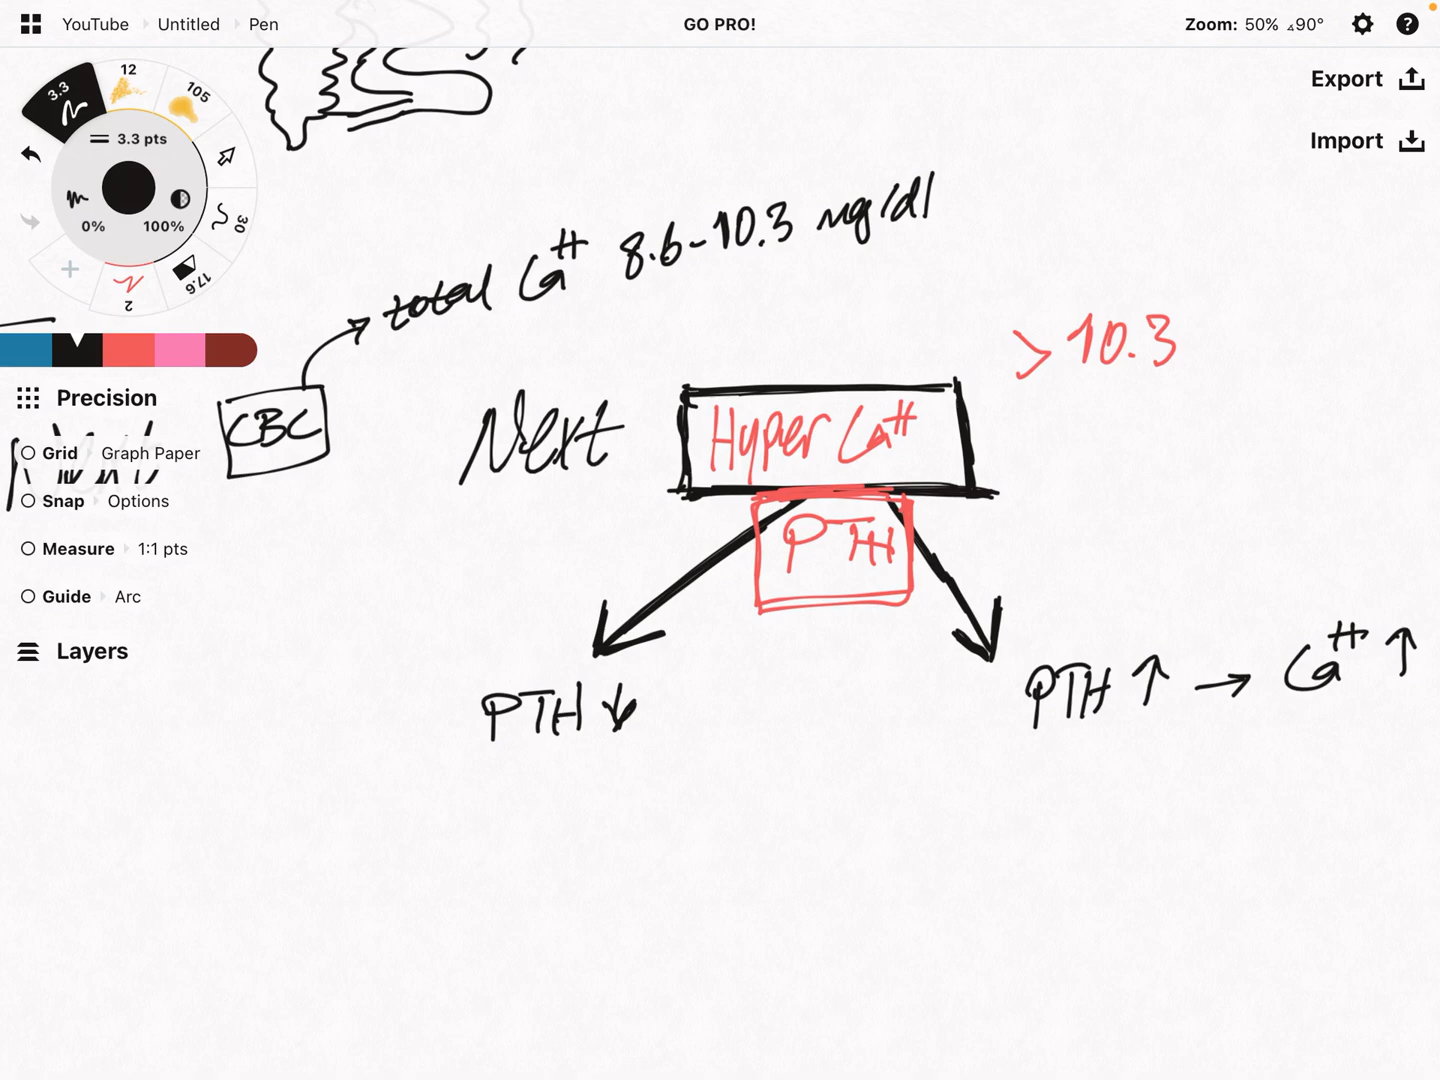 YouTube Untitled Pen
GO PRO!
Zoom: 50% ⊿90°
Export
Import
3.3
12
105
30
17.6
2
3.3 pts
0% 100%
total Ca++ 8.6-10.3 mg/dl
> 10.3
CBC
Next
Hyper Ca++
PTH
PTH ↓
PTH ↑ → Ca++ ↑
Precision
Grid Graph Paper
Snap Options
Measure 1:1 pts
Guide Arc
Layers